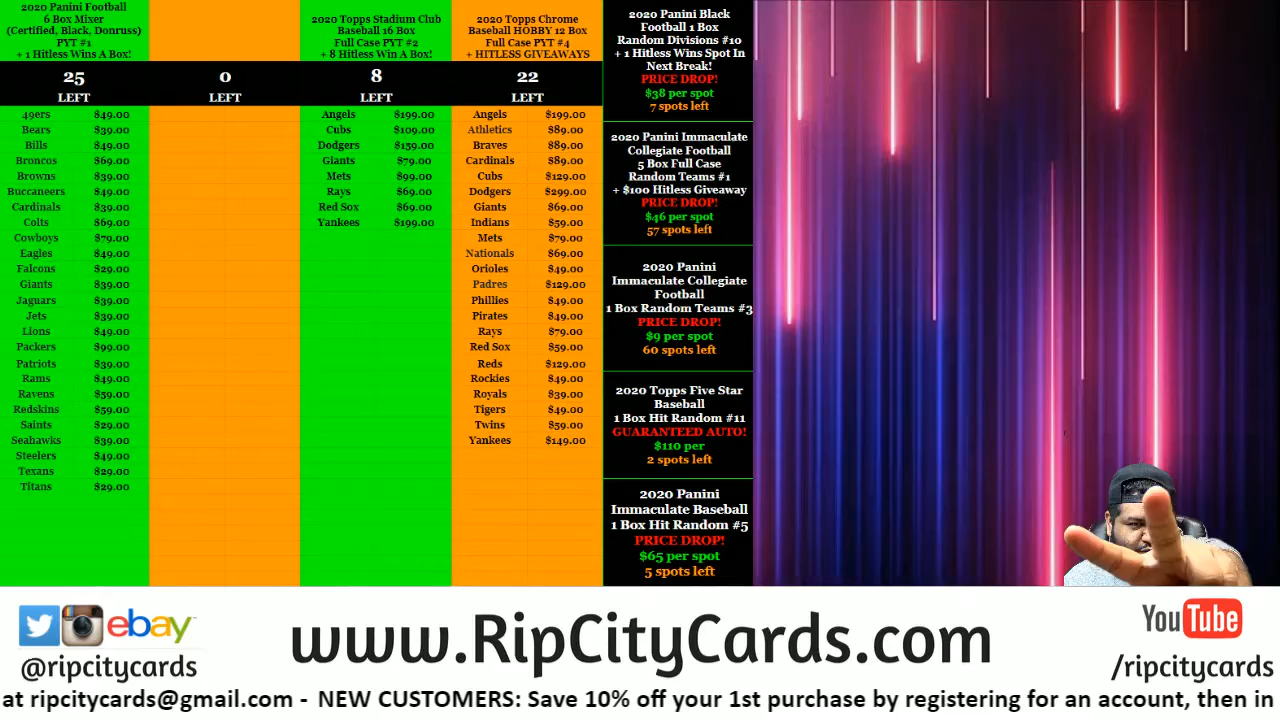 2020 Panini Football
6 Box Mixer
(Certified, Black, Donruss)
PYT #1
+ 1 Hitless Wins A Box!
25
LEFT
49ers $49.00
Bears $39.00
Bills $49.00
Broncos $69.00
Browns $39.00
Buccaneers $49.00
Cardinals $39.00
Colts $69.00
Cowboys $79.00
Eagles $49.00
Falcons $29.00
Giants $39.00
Jaguars $39.00
Jets $39.00
Lions $49.00
Packers $99.00
Patriots $39.00
Rams $49.00
Ravens $59.00
Redskins $59.00
Saints $29.00
Seahawks $39.00
Steelers $49.00
Texans $29.00
Titans $29.00
0
LEFT
2020 Topps Stadium Club
Baseball 16 Box
Full Case PYT #2
+ 8 Hitless Win A Box!
8
LEFT
Angels $199.00
Cubs $109.00
Dodgers $159.00
Giants $79.00
Mets $99.00
Rays $69.00
Red Sox $69.00
Yankees $199.00
2020 Topps Chrome
Baseball HOBBY 12 Box
Full Case PYT #4
+ HITLESS GIVEAWAYS
22
LEFT
Angels $199.00
Athletics $89.00
Braves $89.00
Cardinals $89.00
Cubs $129.00
Dodgers $299.00
Giants $69.00
Indians $59.00
Mets $79.00
Nationals $69.00
Orioles $49.00
Padres $129.00
Phillies $49.00
Pirates $49.00
Rays $79.00
Red Sox $59.00
Reds $129.00
Rockies $49.00
Royals $39.00
Tigers $49.00
Twins $59.00
Yankees $149.00
2020 Panini Black
Football 1 Box
Random Divisions #10
+ 1 Hitless Wins Spot In
Next Break!
PRICE DROP!
$38 per spot
7 spots left
2020 Panini Immaculate
Collegiate Football
5 Box Full Case
Random Teams #1
+ $100 Hitless Giveaway
PRICE DROP!
$46 per spot
57 spots left
2020 Panini
Immaculate Collegiate
Football
1 Box Random Teams #3
PRICE DROP!
$9 per spot
60 spots left
2020 Topps Five Star
Baseball
1 Box Hit Random #11
GUARANTEED AUTO!
$110 per
2 spots left
2020 Panini
Immaculate Baseball
1 Box Hit Random #5
PRICE DROP!
$65 per spot
5 spots left
ebay
@ripcitycards
www.RipCityCards.com
YouTube
/ripcitycards
at ripcitycards@gmail.com - NEW CUSTOMERS: Save 10% off your 1st purchase by registering for an account, then in